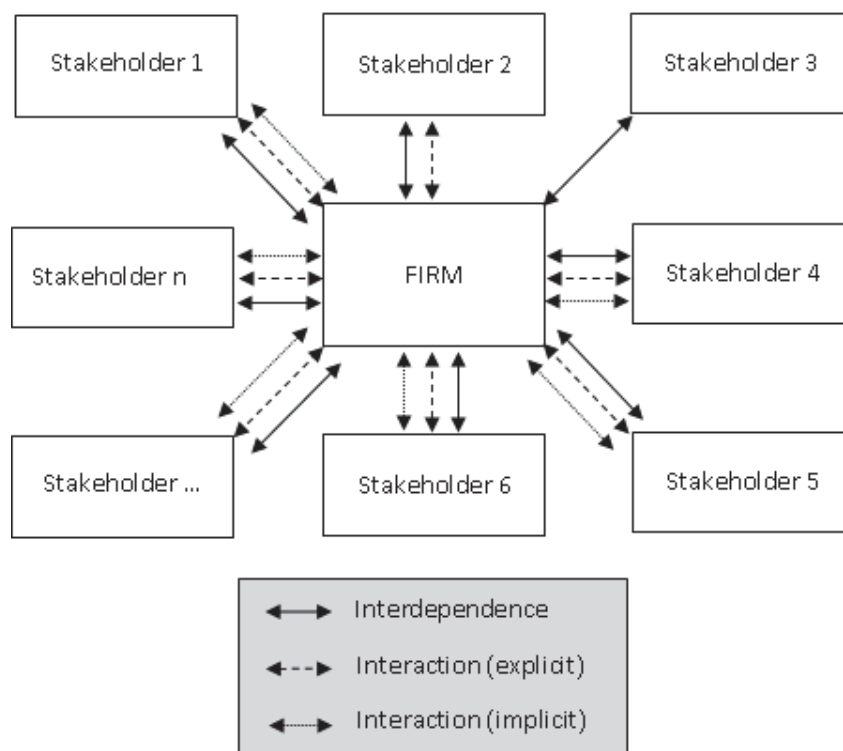 Stakeholder 1
Stakeholder 2
Stakeholder 3
Stakeholder n
FIRM
Stakeholder 4
Stakeholder ...
Stakeholder 6
Stakeholder 5
Interdependence
Interaction (explicit)
Interaction (implicit)